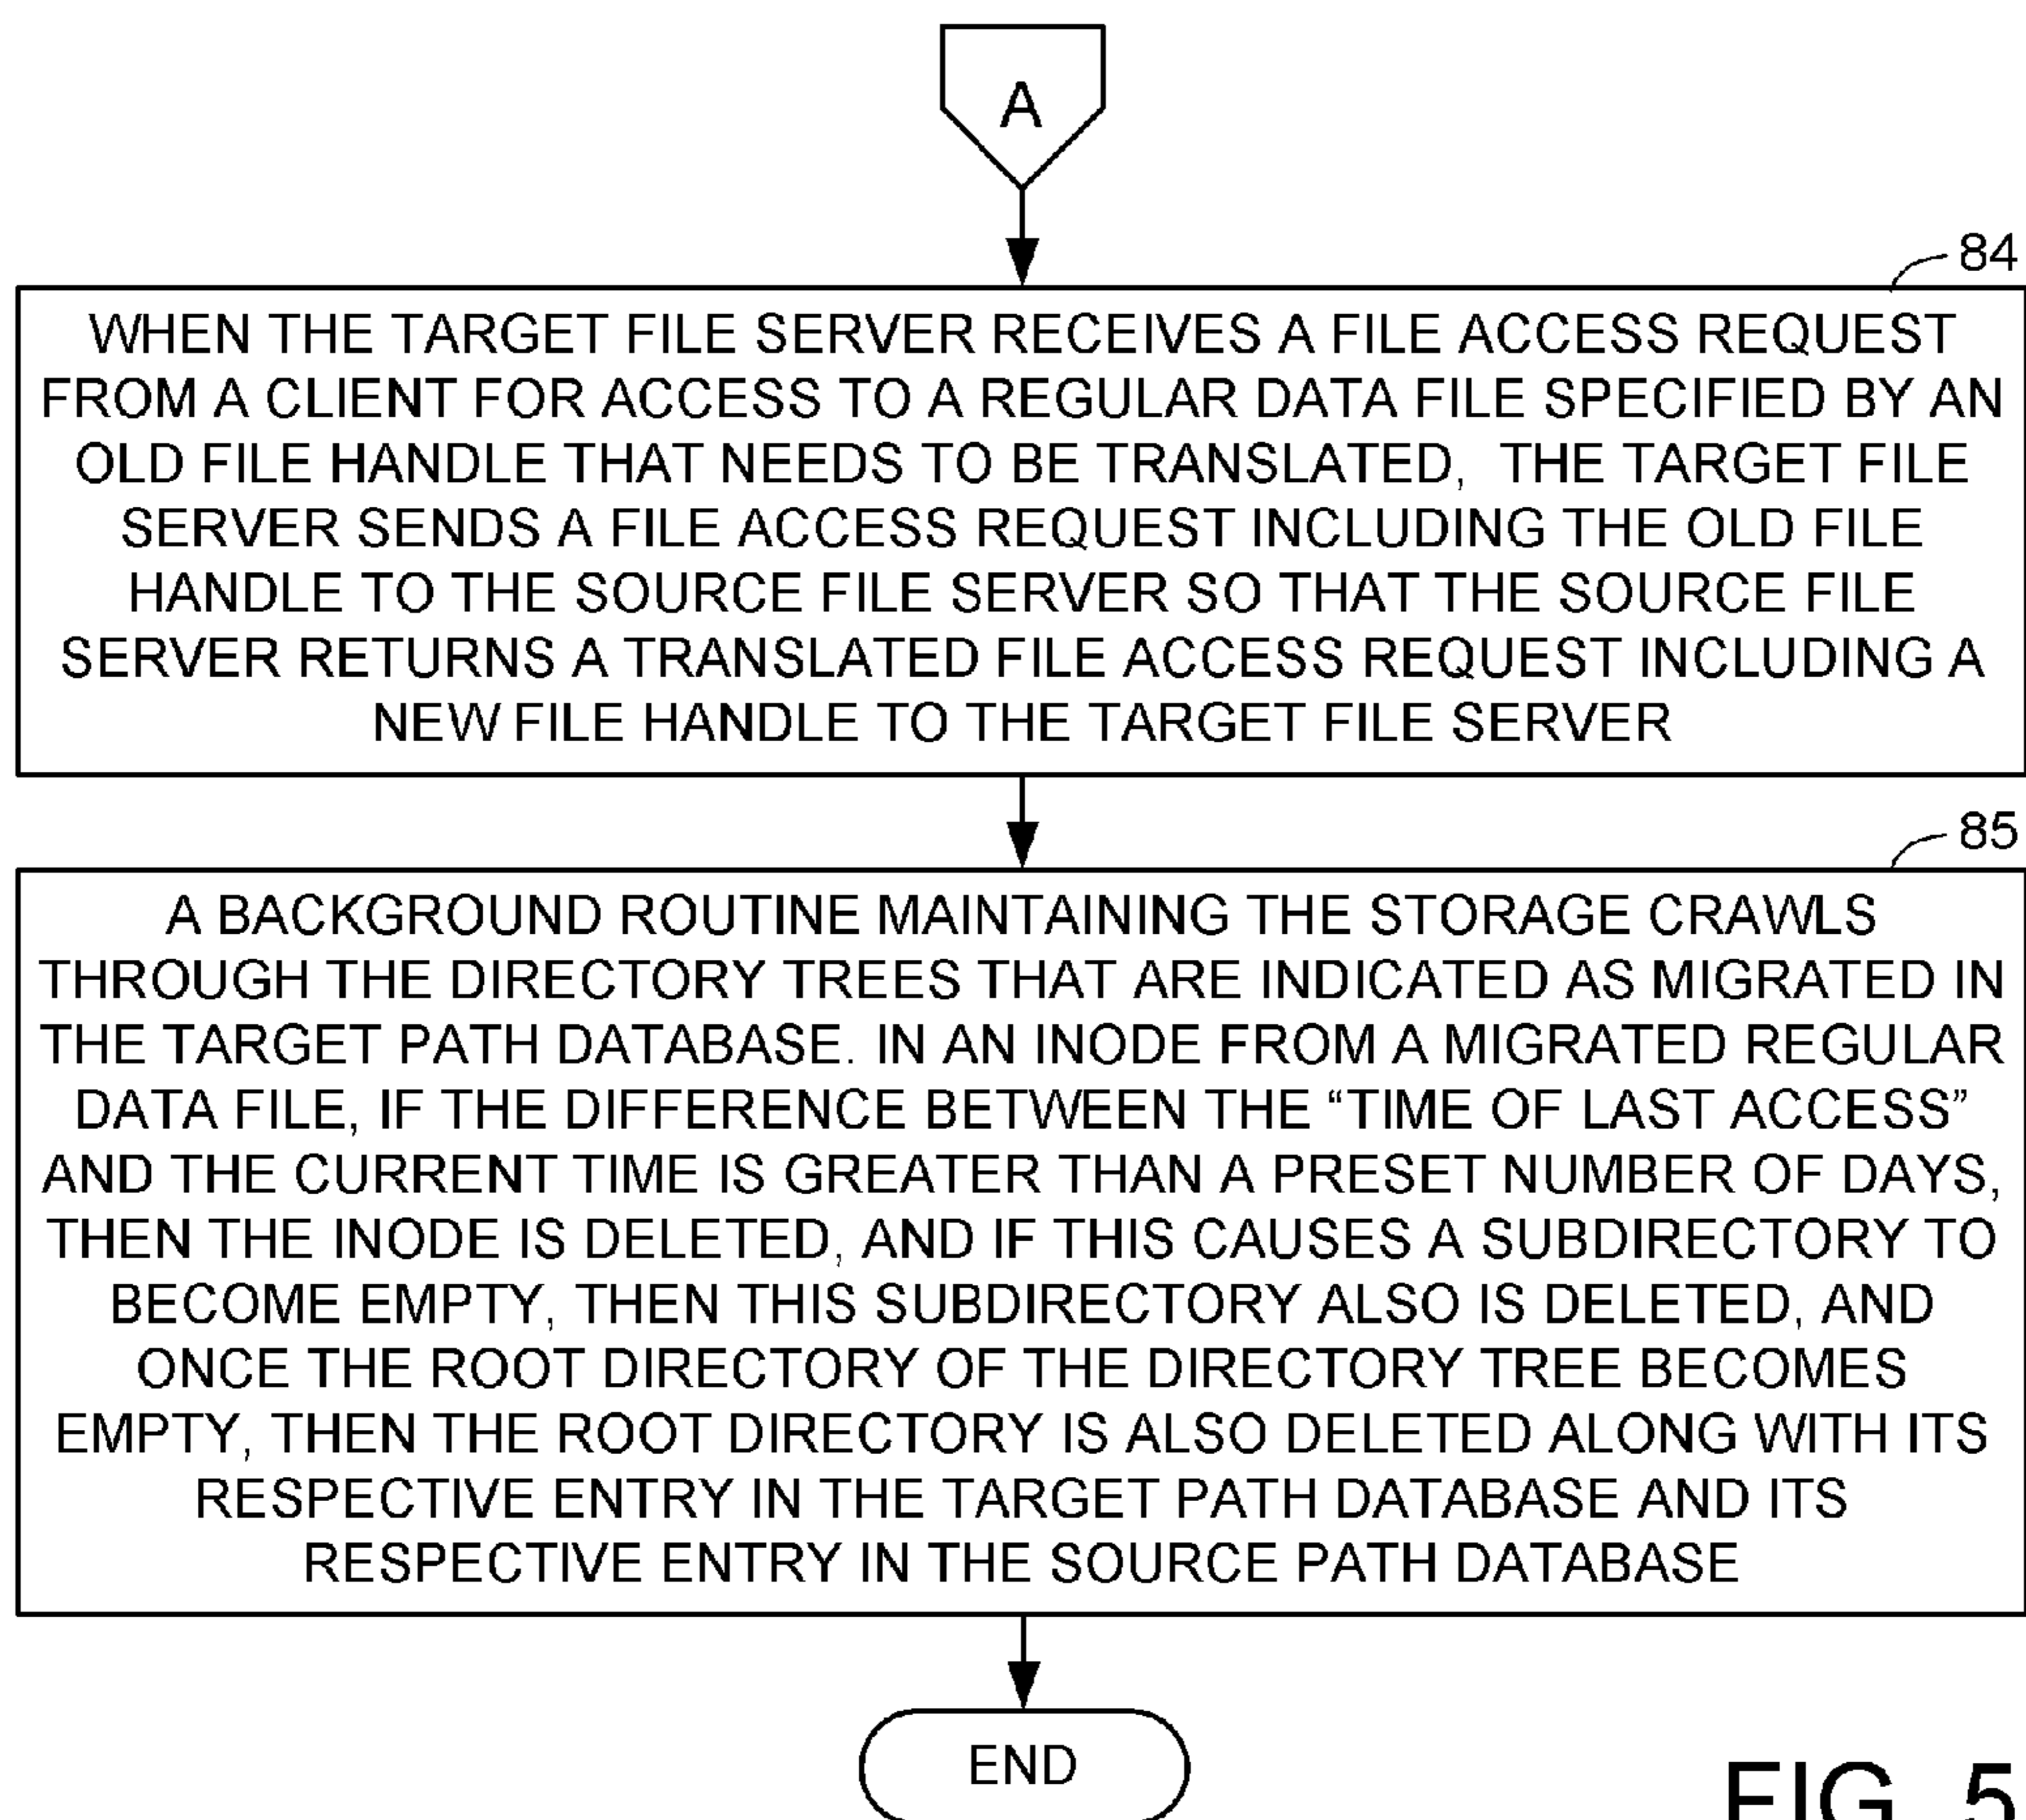 A
84
WHEN THE TARGET FILE SERVER RECEIVES A FILE ACCESS REQUEST
FROM A CLIENT FOR ACCESS TO A REGULAR DATA FILE SPECIFIED BY AN
OLD FILE HANDLE THAT NEEDS TO BE TRANSLATED, THE TARGET FILE
SERVER SENDS A FILE ACCESS REQUEST INCLUDING THE OLD FILE
HANDLE TO THE SOURCE FILE SERVER SO THAT THE SOURCE FILE
SERVER RETURNS A TRANSLATED FILE ACCESS REQUEST INCLUDING A
NEW FILE HANDLE TO THE TARGET FILE SERVER
85
A BACKGROUND ROUTINE MAINTAINING THE STORAGE CRAWLS
THROUGH THE DIRECTORY TREES THAT ARE INDICATED AS MIGRATED IN
THE TARGET PATH DATABASE. IN AN INODE FROM A MIGRATED REGULAR
DATA FILE, IF THE DIFFERENCE BETWEEN THE “TIME OF LAST ACCESS”
AND THE CURRENT TIME IS GREATER THAN A PRESET NUMBER OF DAYS,
THEN THE INODE IS DELETED, AND IF THIS CAUSES A SUBDIRECTORY TO
BECOME EMPTY, THEN THIS SUBDIRECTORY ALSO IS DELETED, AND
ONCE THE ROOT DIRECTORY OF THE DIRECTORY TREE BECOMES
EMPTY, THEN THE ROOT DIRECTORY IS ALSO DELETED ALONG WITH ITS
RESPECTIVE ENTRY IN THE TARGET PATH DATABASE AND ITS
RESPECTIVE ENTRY IN THE SOURCE PATH DATABASE
END
FIG. 5